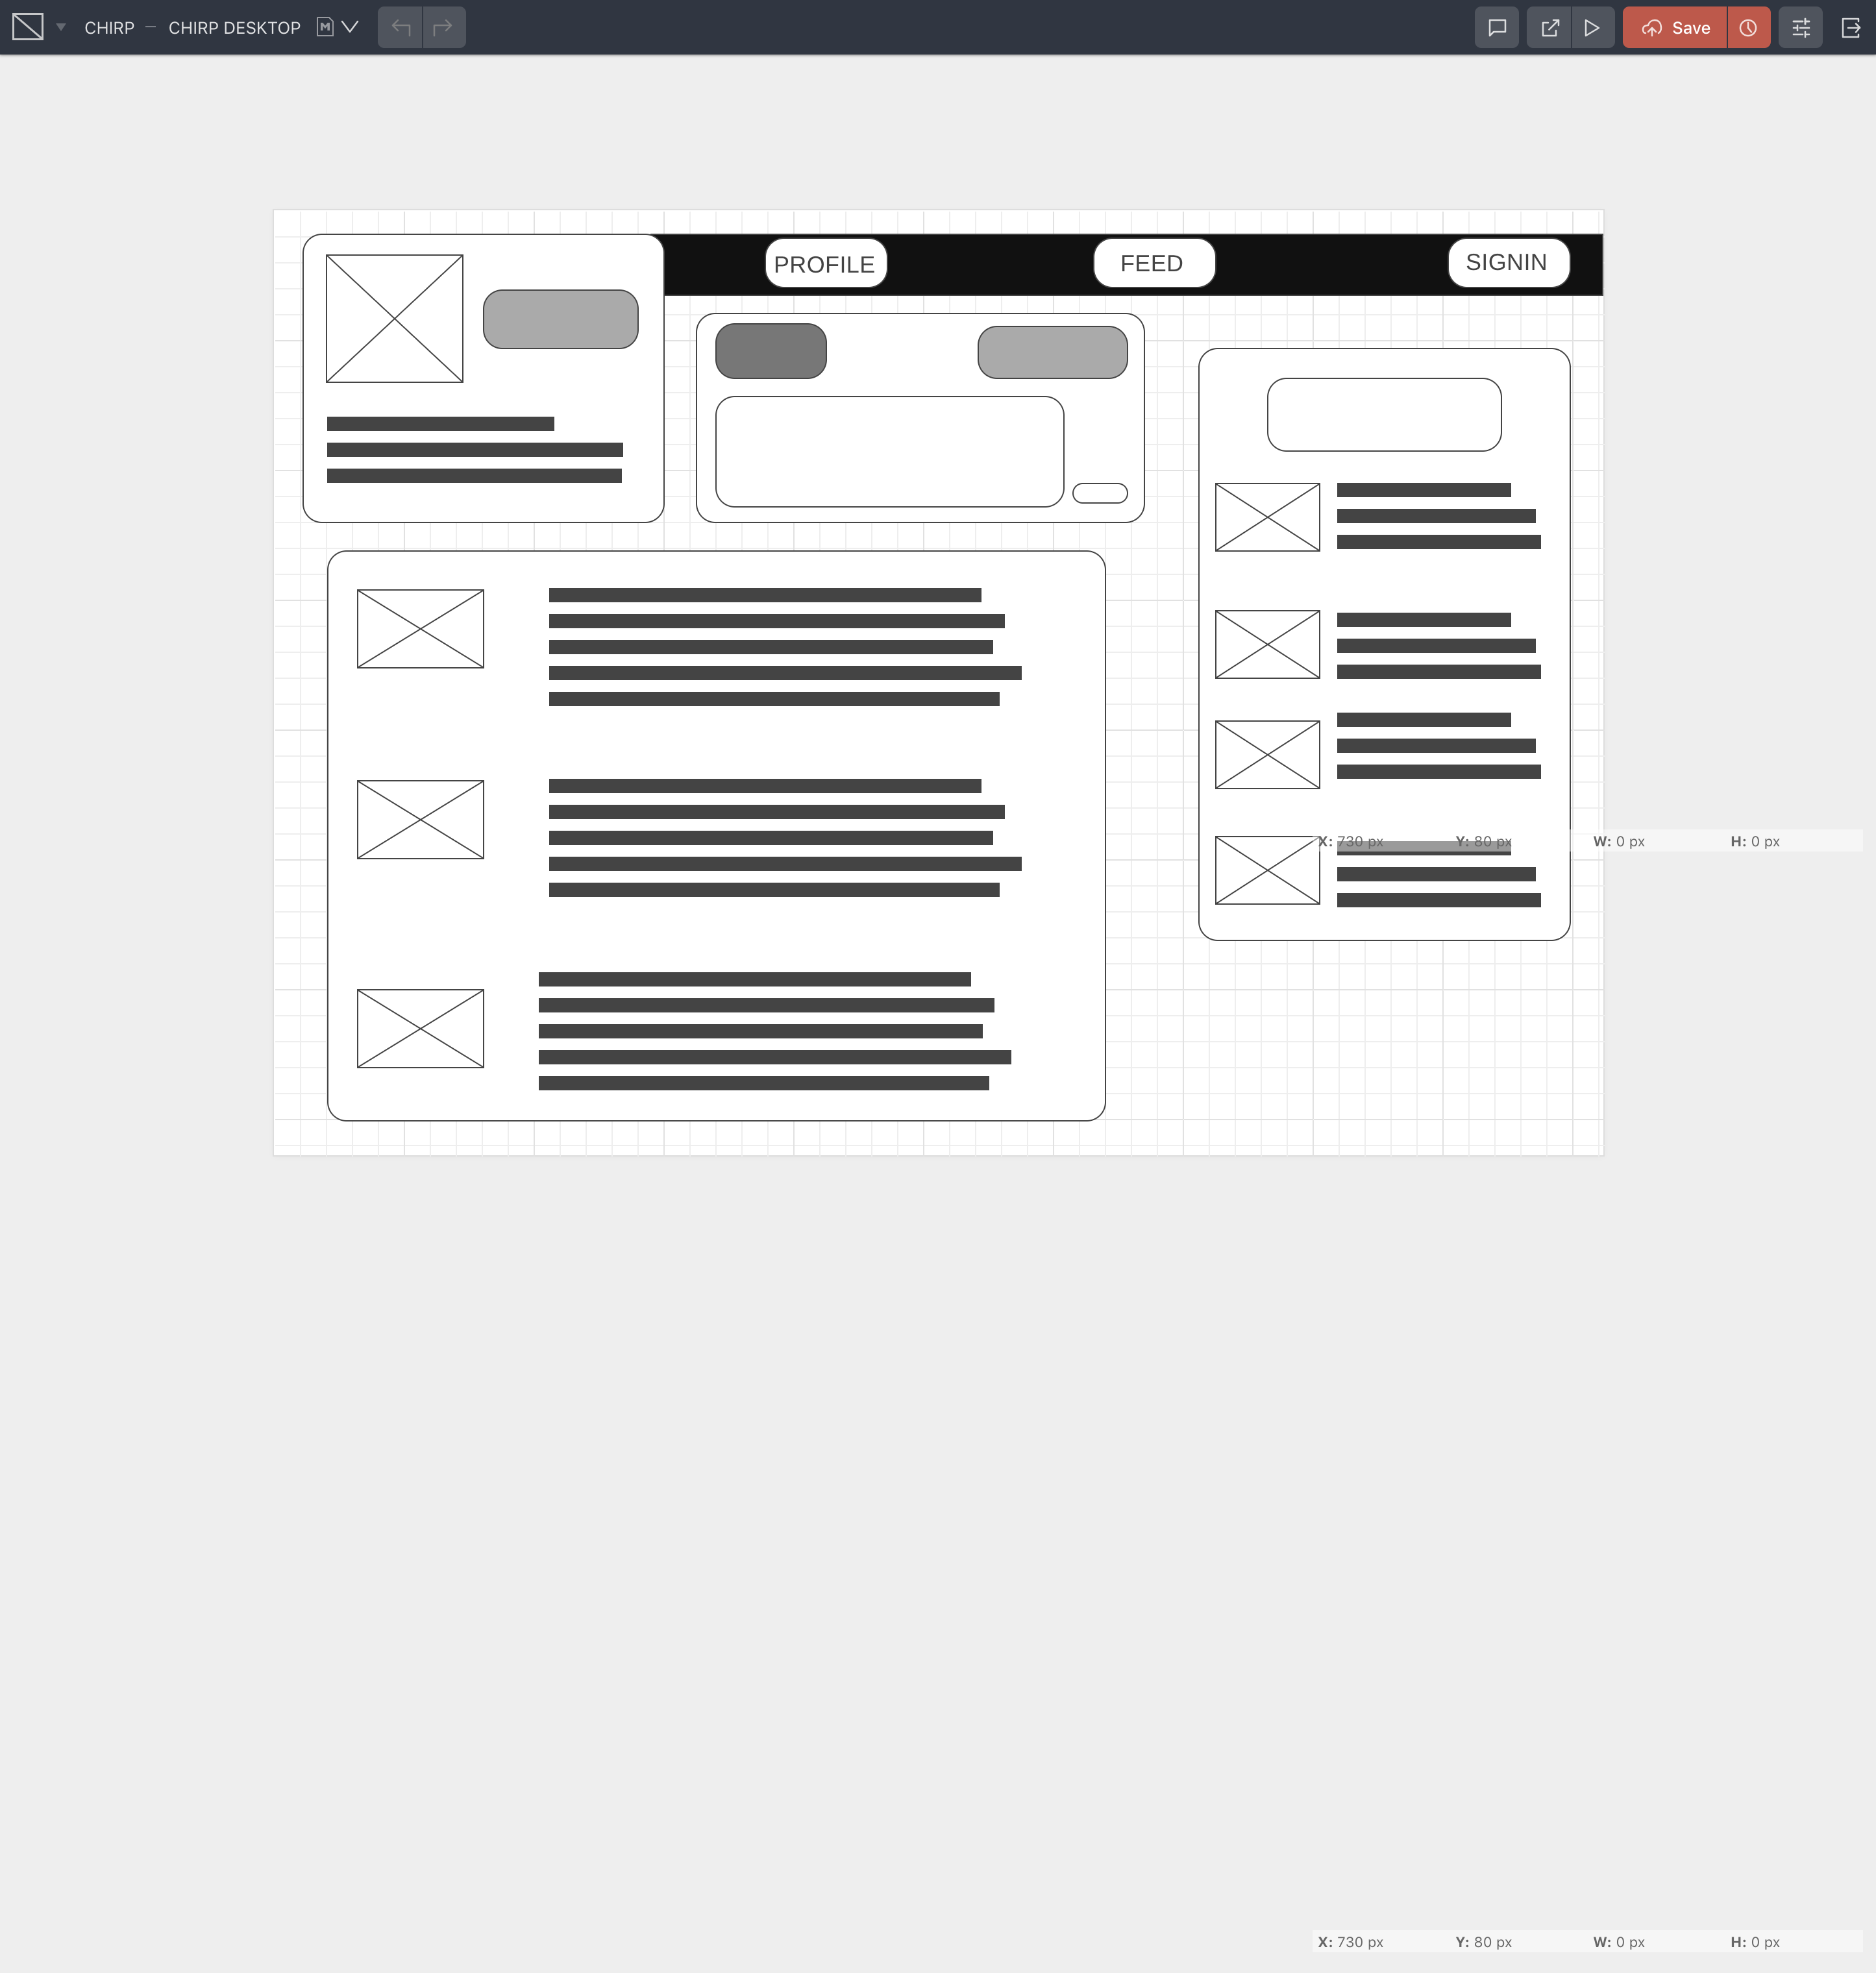 CHIRP — CHIRP DESKTOP
Save
PROFILE
FEED
SIGNIN
X: 730 px Y: 80 px W: 0 px H: 0 px
X: 730 px Y: 80 px W: 0 px H: 0 px